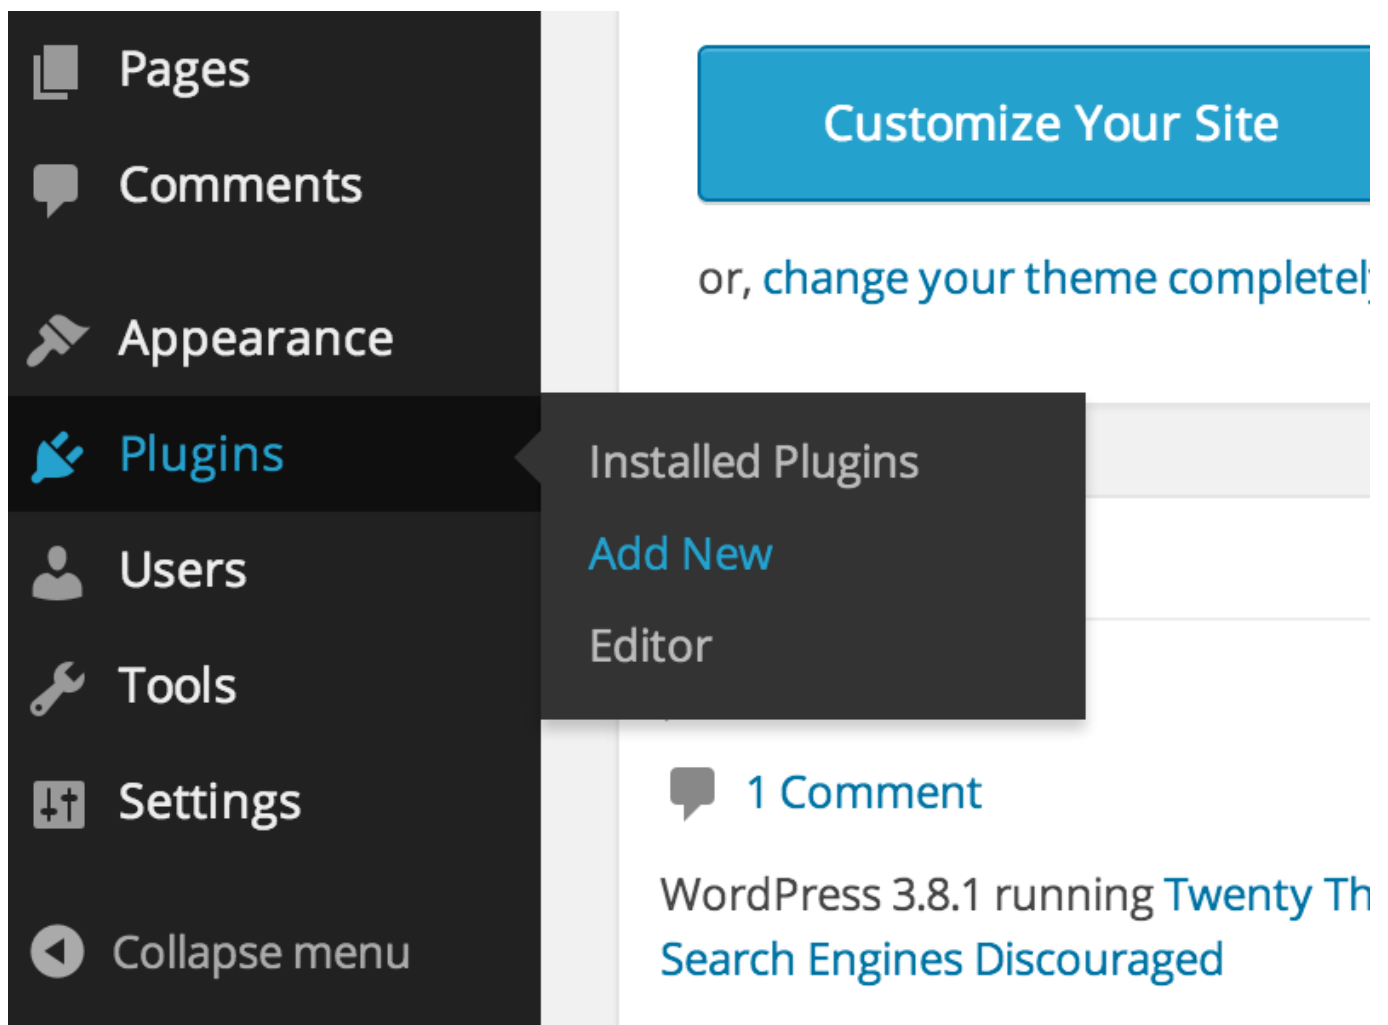 Pages
Comments
Appearance
Plugins
Users
Tools
Settings
Collapse menu
Installed Plugins
Add New
Editor
Customize Your Site
or, change your theme completely
1 Comment
WordPress 3.8.1 running Twenty Th
Search Engines Discouraged